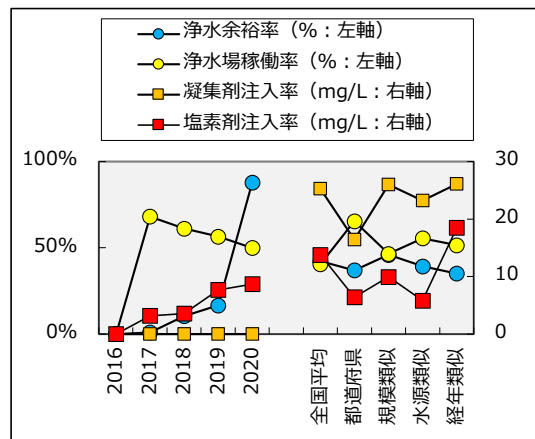 浄水余裕率（%：左軸）
浄水場稼働率（%：左軸）
凝集剤注入率（mg/L：右軸）
塩素剤注入率（mg/L：右軸）
100%
50%
0%
30
20
10
0
2016
2017
2018
2019
2020
全国平均
都道府県
規模類似
水源類似
経年類似